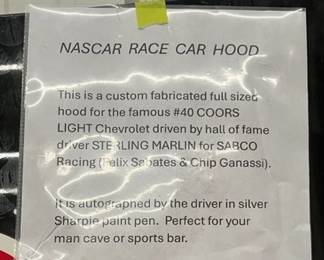 NASCAR RACE CAR HOOD
This is a custom fabricated full sized
hood for the famous #40 COORS
LIGHT Chevrolet driven by hall of fame
driver STERLING MARLIN for SABCO
Racing (Felix Sabates & Chip Ganassi).
It is autographed by the driver in silver
Sharpie paint pen. Perfect for your
man cave or sports bar.